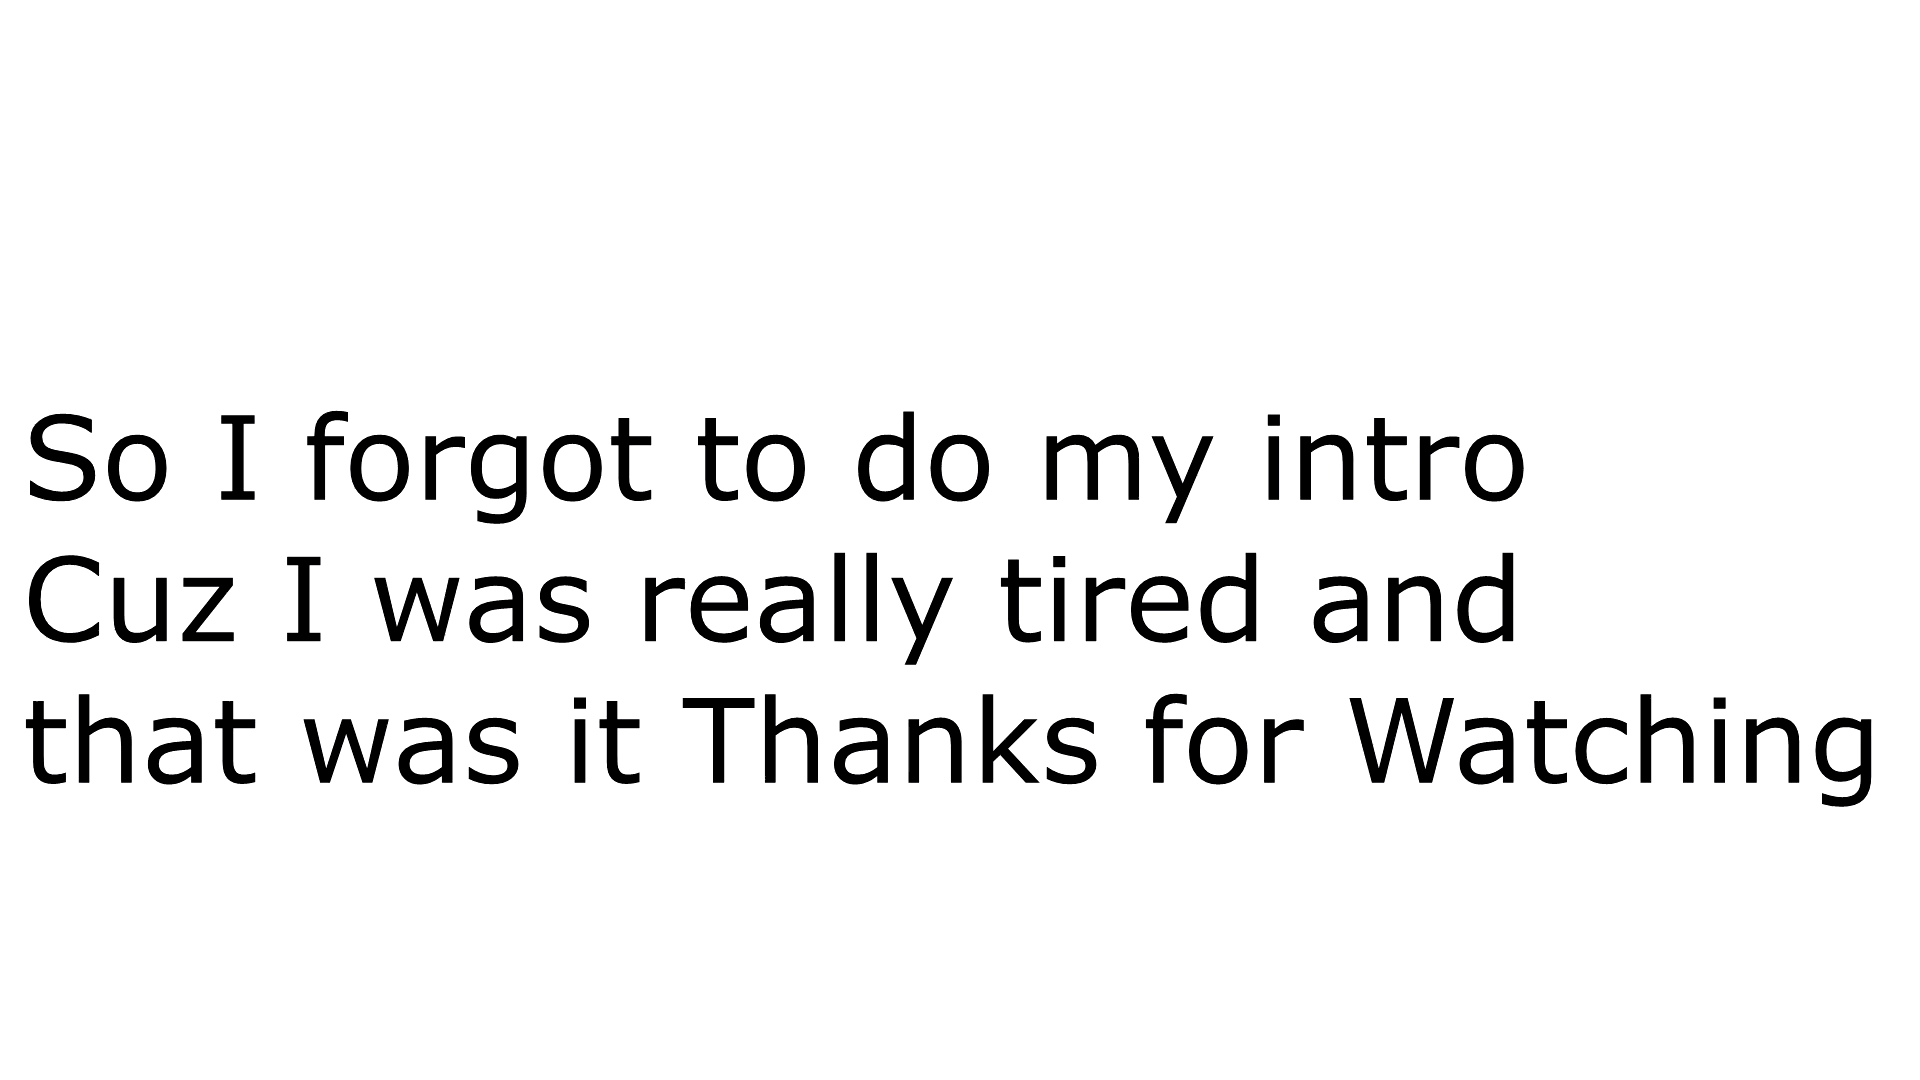 So I forgot to do my intro
Cuz I was really tired and
that was it Thanks for Watching